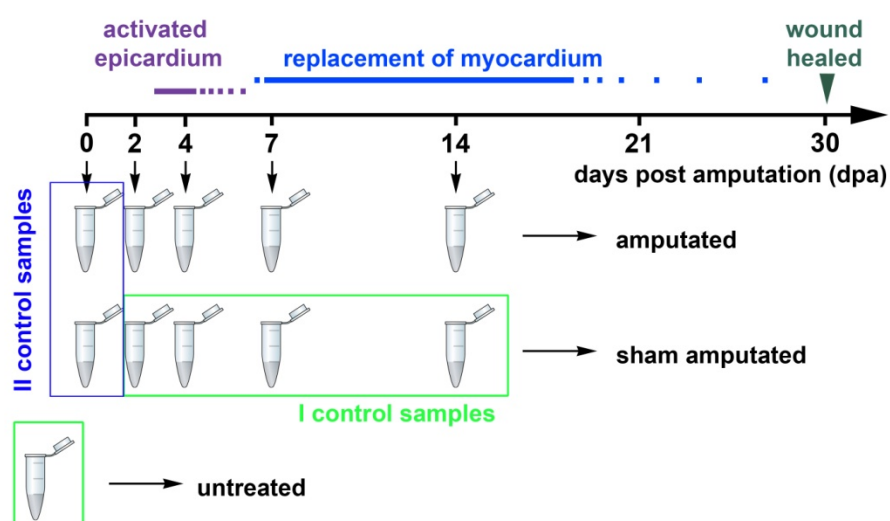 activated
epicardium
replacement of myocardium
wound
healed
0 2 4 7 14 21 30
days post amputation (dpa)
II control samples
amputated
sham amputated
I control samples
untreated